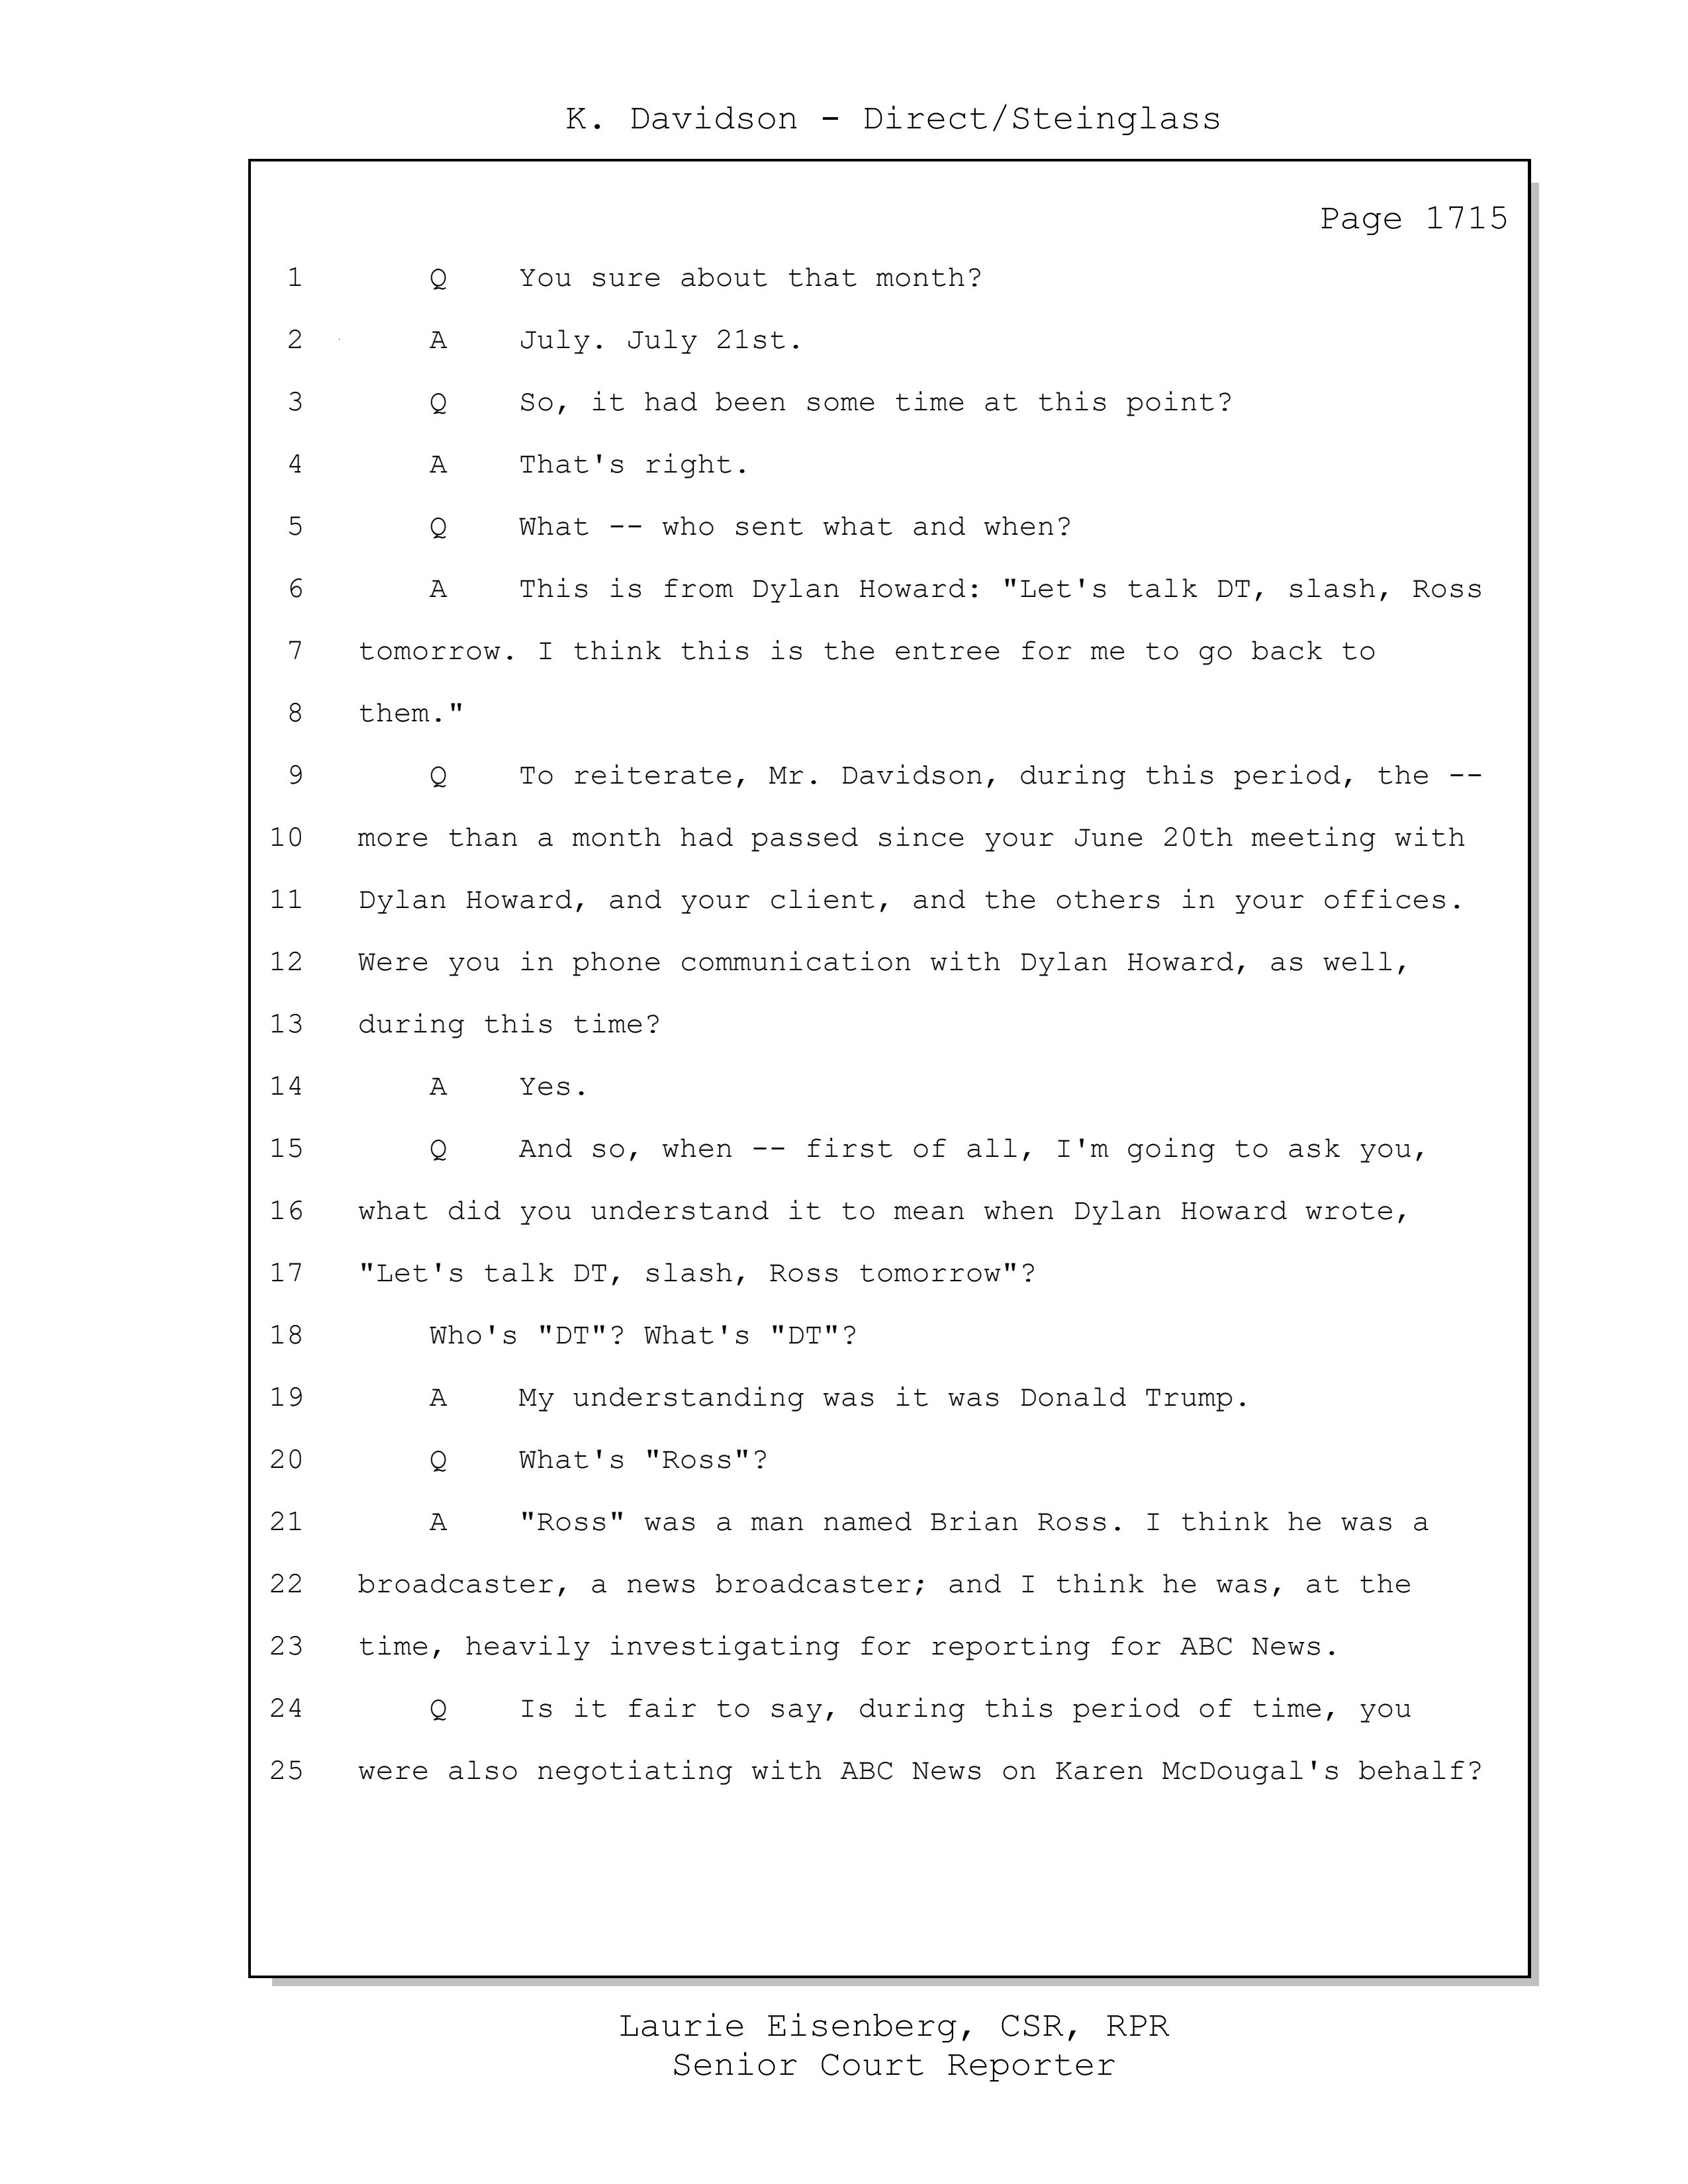 K. Davidson - Direct/Steinglass
Page 1715
1 Q You sure about that month?
2 A July. July 21st.
3 Q So, it had been some time at this point?
4 A That's right.
5 Q What -- who sent what and when?
6 A This is from Dylan Howard: "Let's talk DT, slash, Ross
7 tomorrow. I think this is the entree for me to go back to
8 them."
9 Q To reiterate, Mr. Davidson, during this period, the --
10 more than a month had passed since your June 20th meeting with
11 Dylan Howard, and your client, and the others in your offices.
12 Were you in phone communication with Dylan Howard, as well,
13 during this time?
14 A Yes.
15 Q And so, when -- first of all, I'm going to ask you,
16 what did you understand it to mean when Dylan Howard wrote,
17 "Let's talk DT, slash, Ross tomorrow"?
18 Who's "DT"? What's "DT"?
19 A My understanding was it was Donald Trump.
20 Q What's "Ross"?
21 A "Ross" was a man named Brian Ross. I think he was a
22 broadcaster, a news broadcaster; and I think he was, at the
23 time, heavily investigating for reporting for ABC News.
24 Q Is it fair to say, during this period of time, you
25 were also negotiating with ABC News on Karen McDougal's behalf?
Laurie Eisenberg, CSR, RPR
Senior Court Reporter